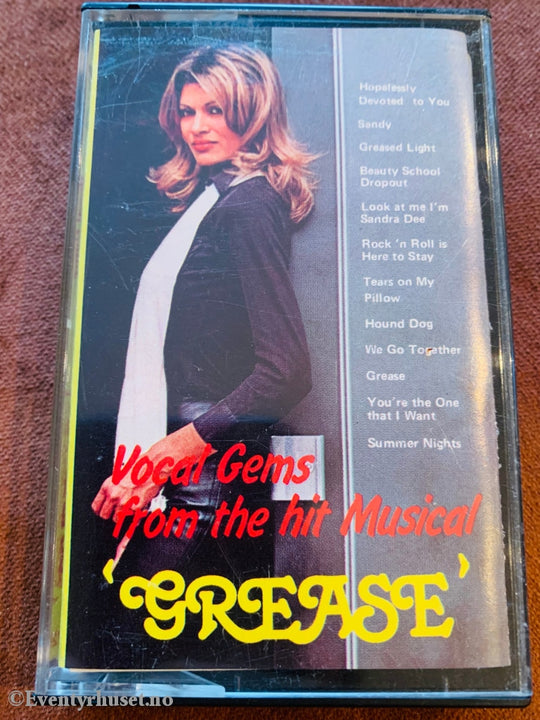 Hopelessly
Devoted to You
Sandy
Greased Light
Beauty School
Dropout
Look at me I'm
Sandra Dee
Rock 'n Roll is
Here to Stay
Tears on My
Pillow
Hound Dog
We Go Together
Grease
You're the One
that I Want
Summer Nights
Vocal Gems
from the hit Musical
'GREASE'
©Eventyrhuset.no